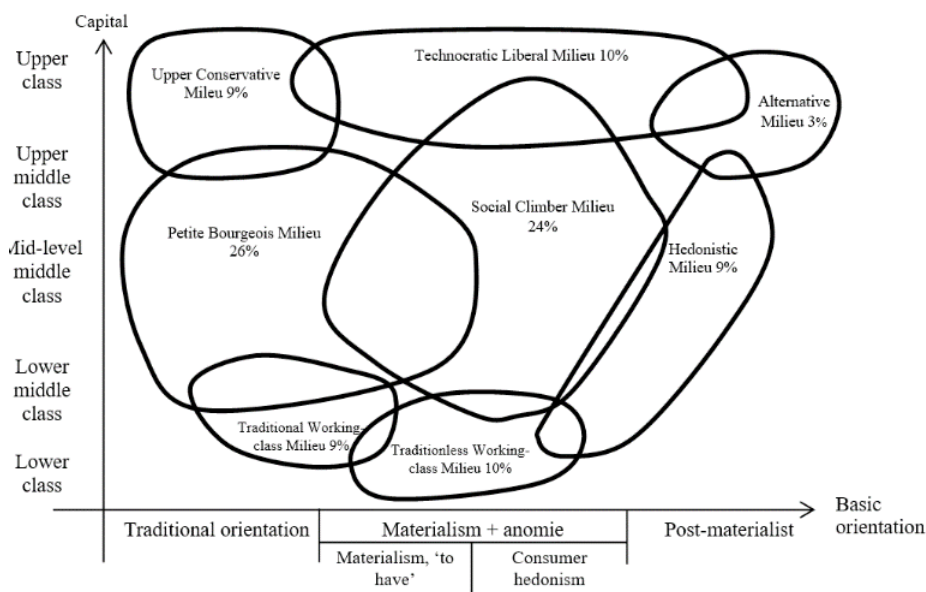 Capital
Upper
class
Upper
middle
class
Mid-level
middle
class
Lower
middle
class
Lower
class
Upper Conservative
Mileu 9%
Technocratic Liberal Milieu 10%
Alternative
Milieu 3%
Petite Bourgeois Milieu
26%
Social Climber Milieu
24%
Hedonistic
Milieu 9%
Traditional Working-
class Milieu 9%
Traditionless Working-
class Milieu 10%
Traditional orientation
Materialism + anomie
Post-materialist
Basic
orientation
Materialism, ‘to
have’
Consumer
hedonism